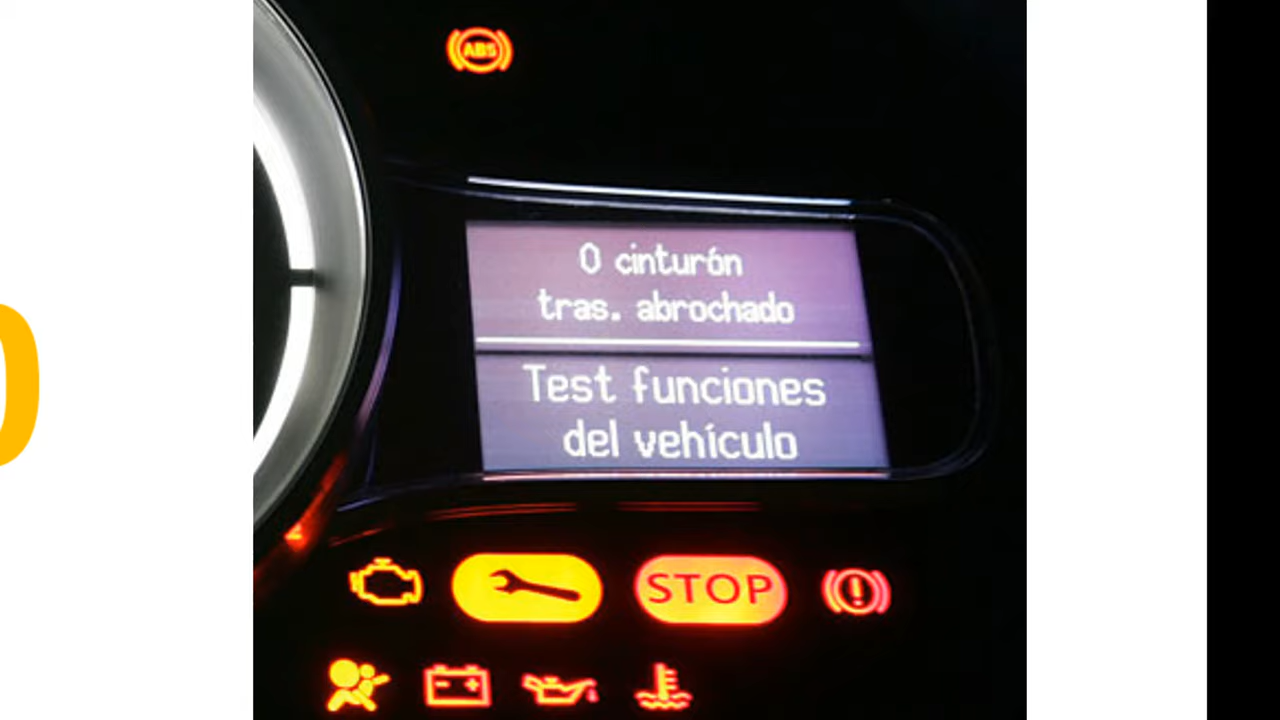 ABS
0 cinturón
tras. abrochado
Test funciones
del vehículo
STOP